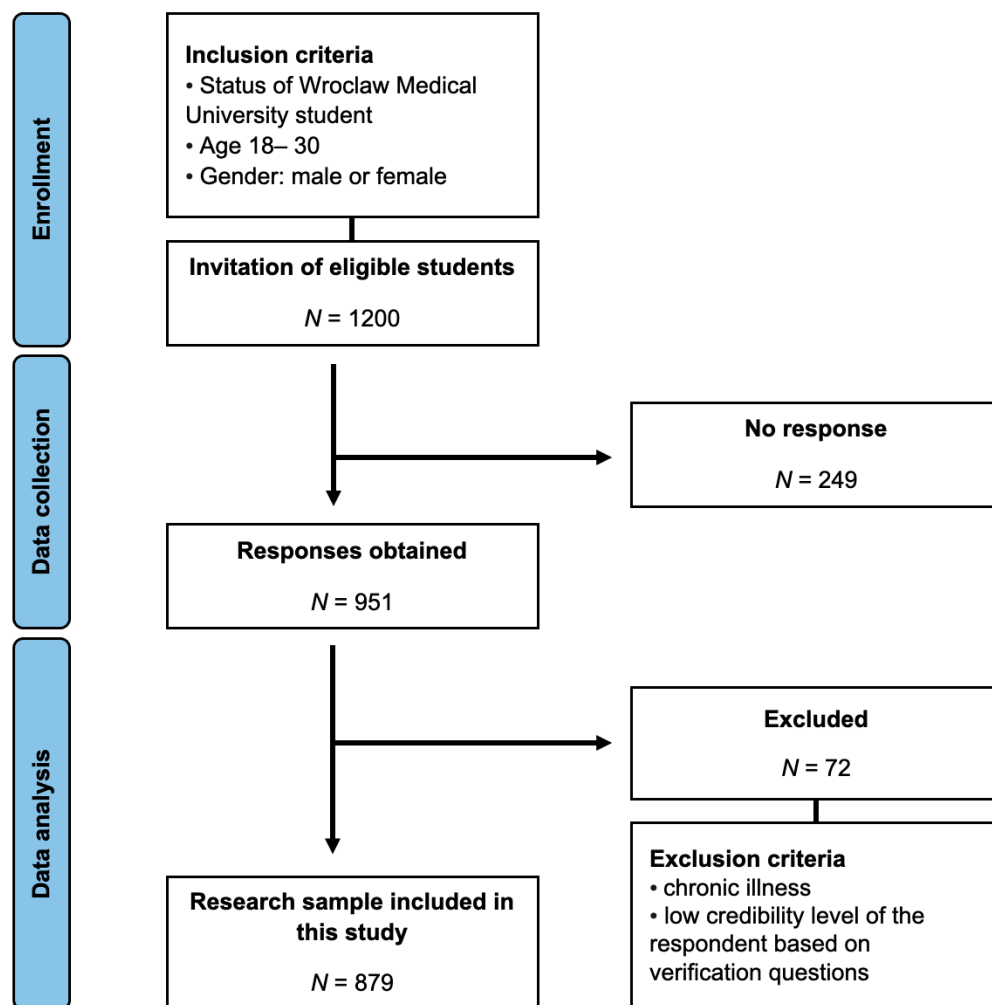 Enrollment
Inclusion criteria
• Status of Wroclaw Medical
University student
• Age 18– 30
• Gender: male or female
Invitation of eligible students
N = 1200
Data collection
No response
N = 249
Responses obtained
N = 951
Data analysis
Excluded
N = 72
Exclusion criteria
• chronic illness
• low credibility level of the
respondent based on
verification questions
Research sample included in
this study
N = 879